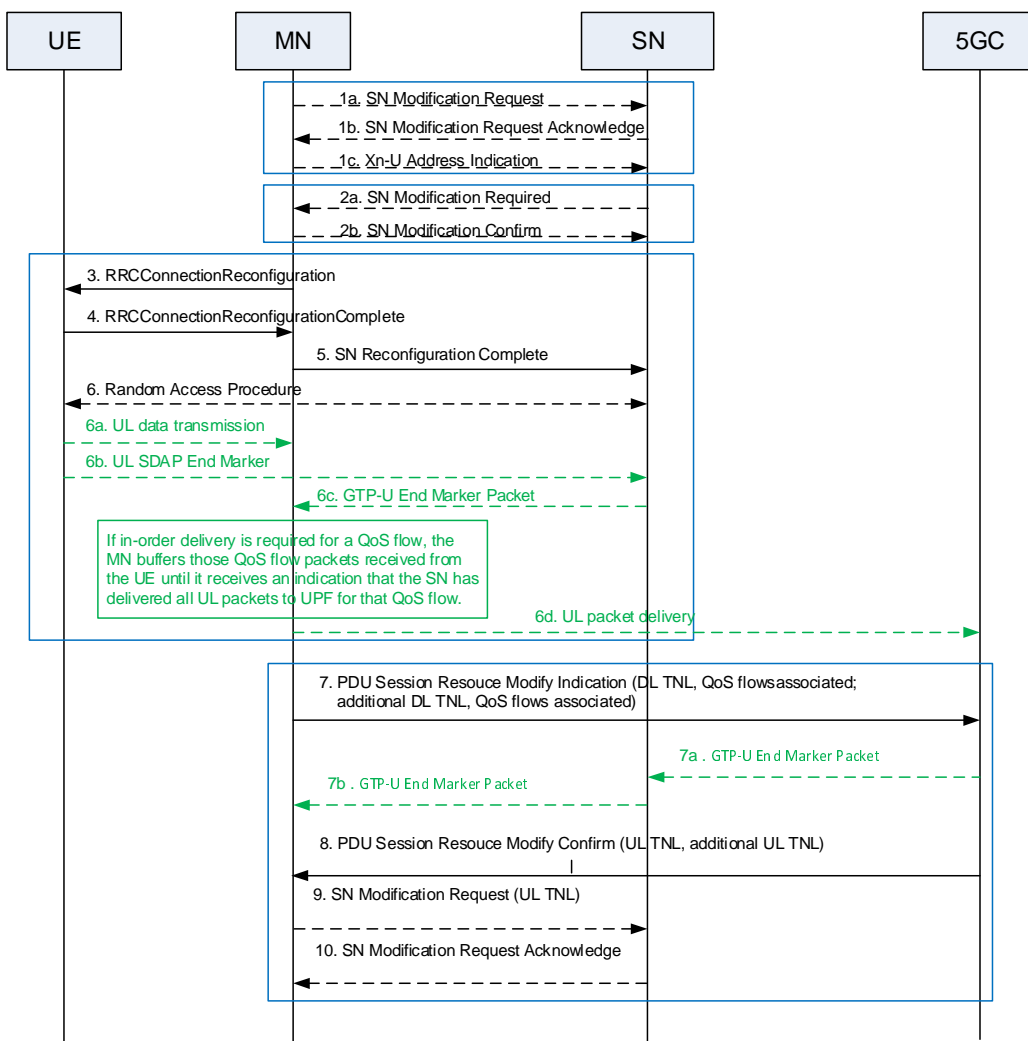 UE
MN
SN
5GC
1a. SN Modification Request
1b. SN Modification Request Acknowledge
1c. Xn-U Address Indication
2a. SN Modification Required
2b. SN Modification Confirm
3. RRCConnectionReconfiguration
4. RRCConnectionReconfigurationComplete
5. SN Reconfiguration Complete
6. Random Access Procedure
6a. UL data transmission
6b. UL SDAP End Marker
6c. GTP-U End Marker Packet
If in-order delivery is required for a QoS flow, the
MN buffers those QoS flow packets received from
the UE until it receives an indication that the SN has
delivered all UL packets to UPF for that QoS flow.
6d. UL packet delivery
7. PDU Session Resouce Modify Indication (DL TNL, QoS flowsassociated;
additional DL TNL, QoS flows associated)
7a . GTP-U End Marker Packet
7b . GTP-U End Marker Packet
8. PDU Session Resouce Modify Confirm (UL TNL, additional UL TNL)
9. SN Modification Request (UL TNL)
10. SN Modification Request Acknowledge